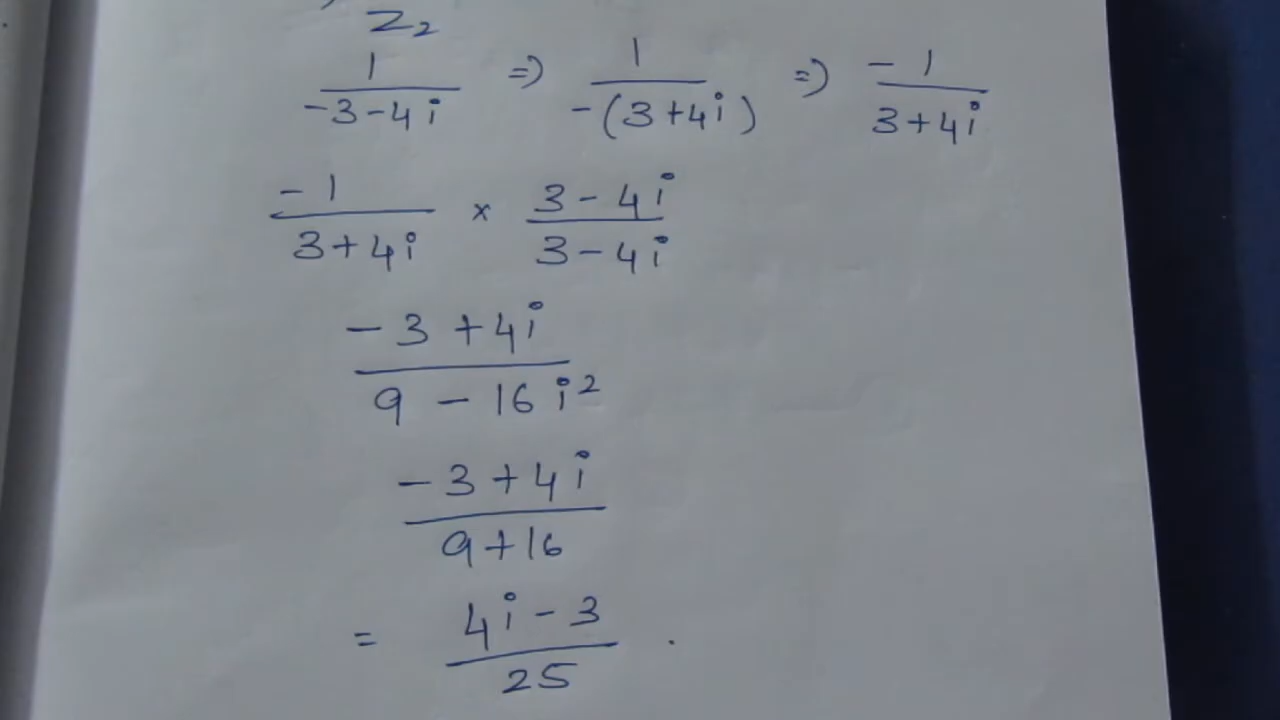 Z2
1 => 1 => -1
-3-4i -(3+4i) 3+4i
-1 × 3-4i
3+4i 3-4i
-3+4i
9-16i²
-3+4i
9+16
= 4i-3 .
25